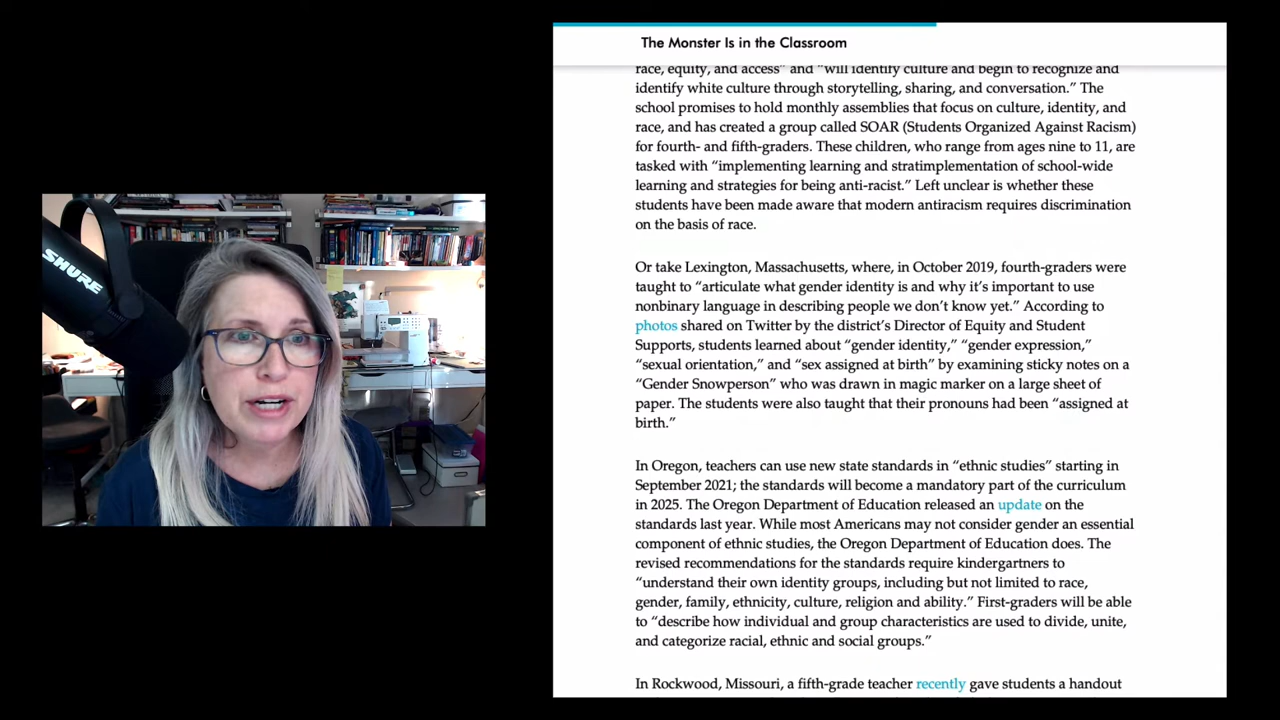 The Monster Is in the Classroom
race, equity, and access” and “will identify culture and begin to recognize and
identify white culture through storytelling, sharing, and conversation.” The
school promises to hold monthly assemblies that focus on culture, identity, and
race, and has created a group called SOAR (Students Organized Against Racism)
for fourth- and fifth-graders. These children, who range from ages nine to 11, are
tasked with “implementing learning and stratimplementation of school-wide
learning and strategies for being anti-racist.” Left unclear is whether these
students have been made aware that modern antiracism requires discrimination
on the basis of race.
Or take Lexington, Massachusetts, where, in October 2019, fourth-graders were
taught to “articulate what gender identity is and why it’s important to use
nonbinary language in describing people we don’t know yet.” According to
photos shared on Twitter by the district’s Director of Equity and Student
Supports, students learned about “gender identity,” “gender expression,”
“sexual orientation,” and “sex assigned at birth” by examining sticky notes on a
“Gender Snowperson” who was drawn in magic marker on a large sheet of
paper. The students were also taught that their pronouns had been “assigned at
birth.”
In Oregon, teachers can use new state standards in “ethnic studies” starting in
September 2021; the standards will become a mandatory part of the curriculum
in 2025. The Oregon Department of Education released an update on the
standards last year. While most Americans may not consider gender an essential
component of ethnic studies, the Oregon Department of Education does. The
revised recommendations for the standards require kindergartners to
“understand their own identity groups, including but not limited to race,
gender, family, ethnicity, culture, religion and ability.” First-graders will be able
to “describe how individual and group characteristics are used to divide, unite,
and categorize racial, ethnic and social groups.”
In Rockwood, Missouri, a fifth-grade teacher recently gave students a handout
SHURE